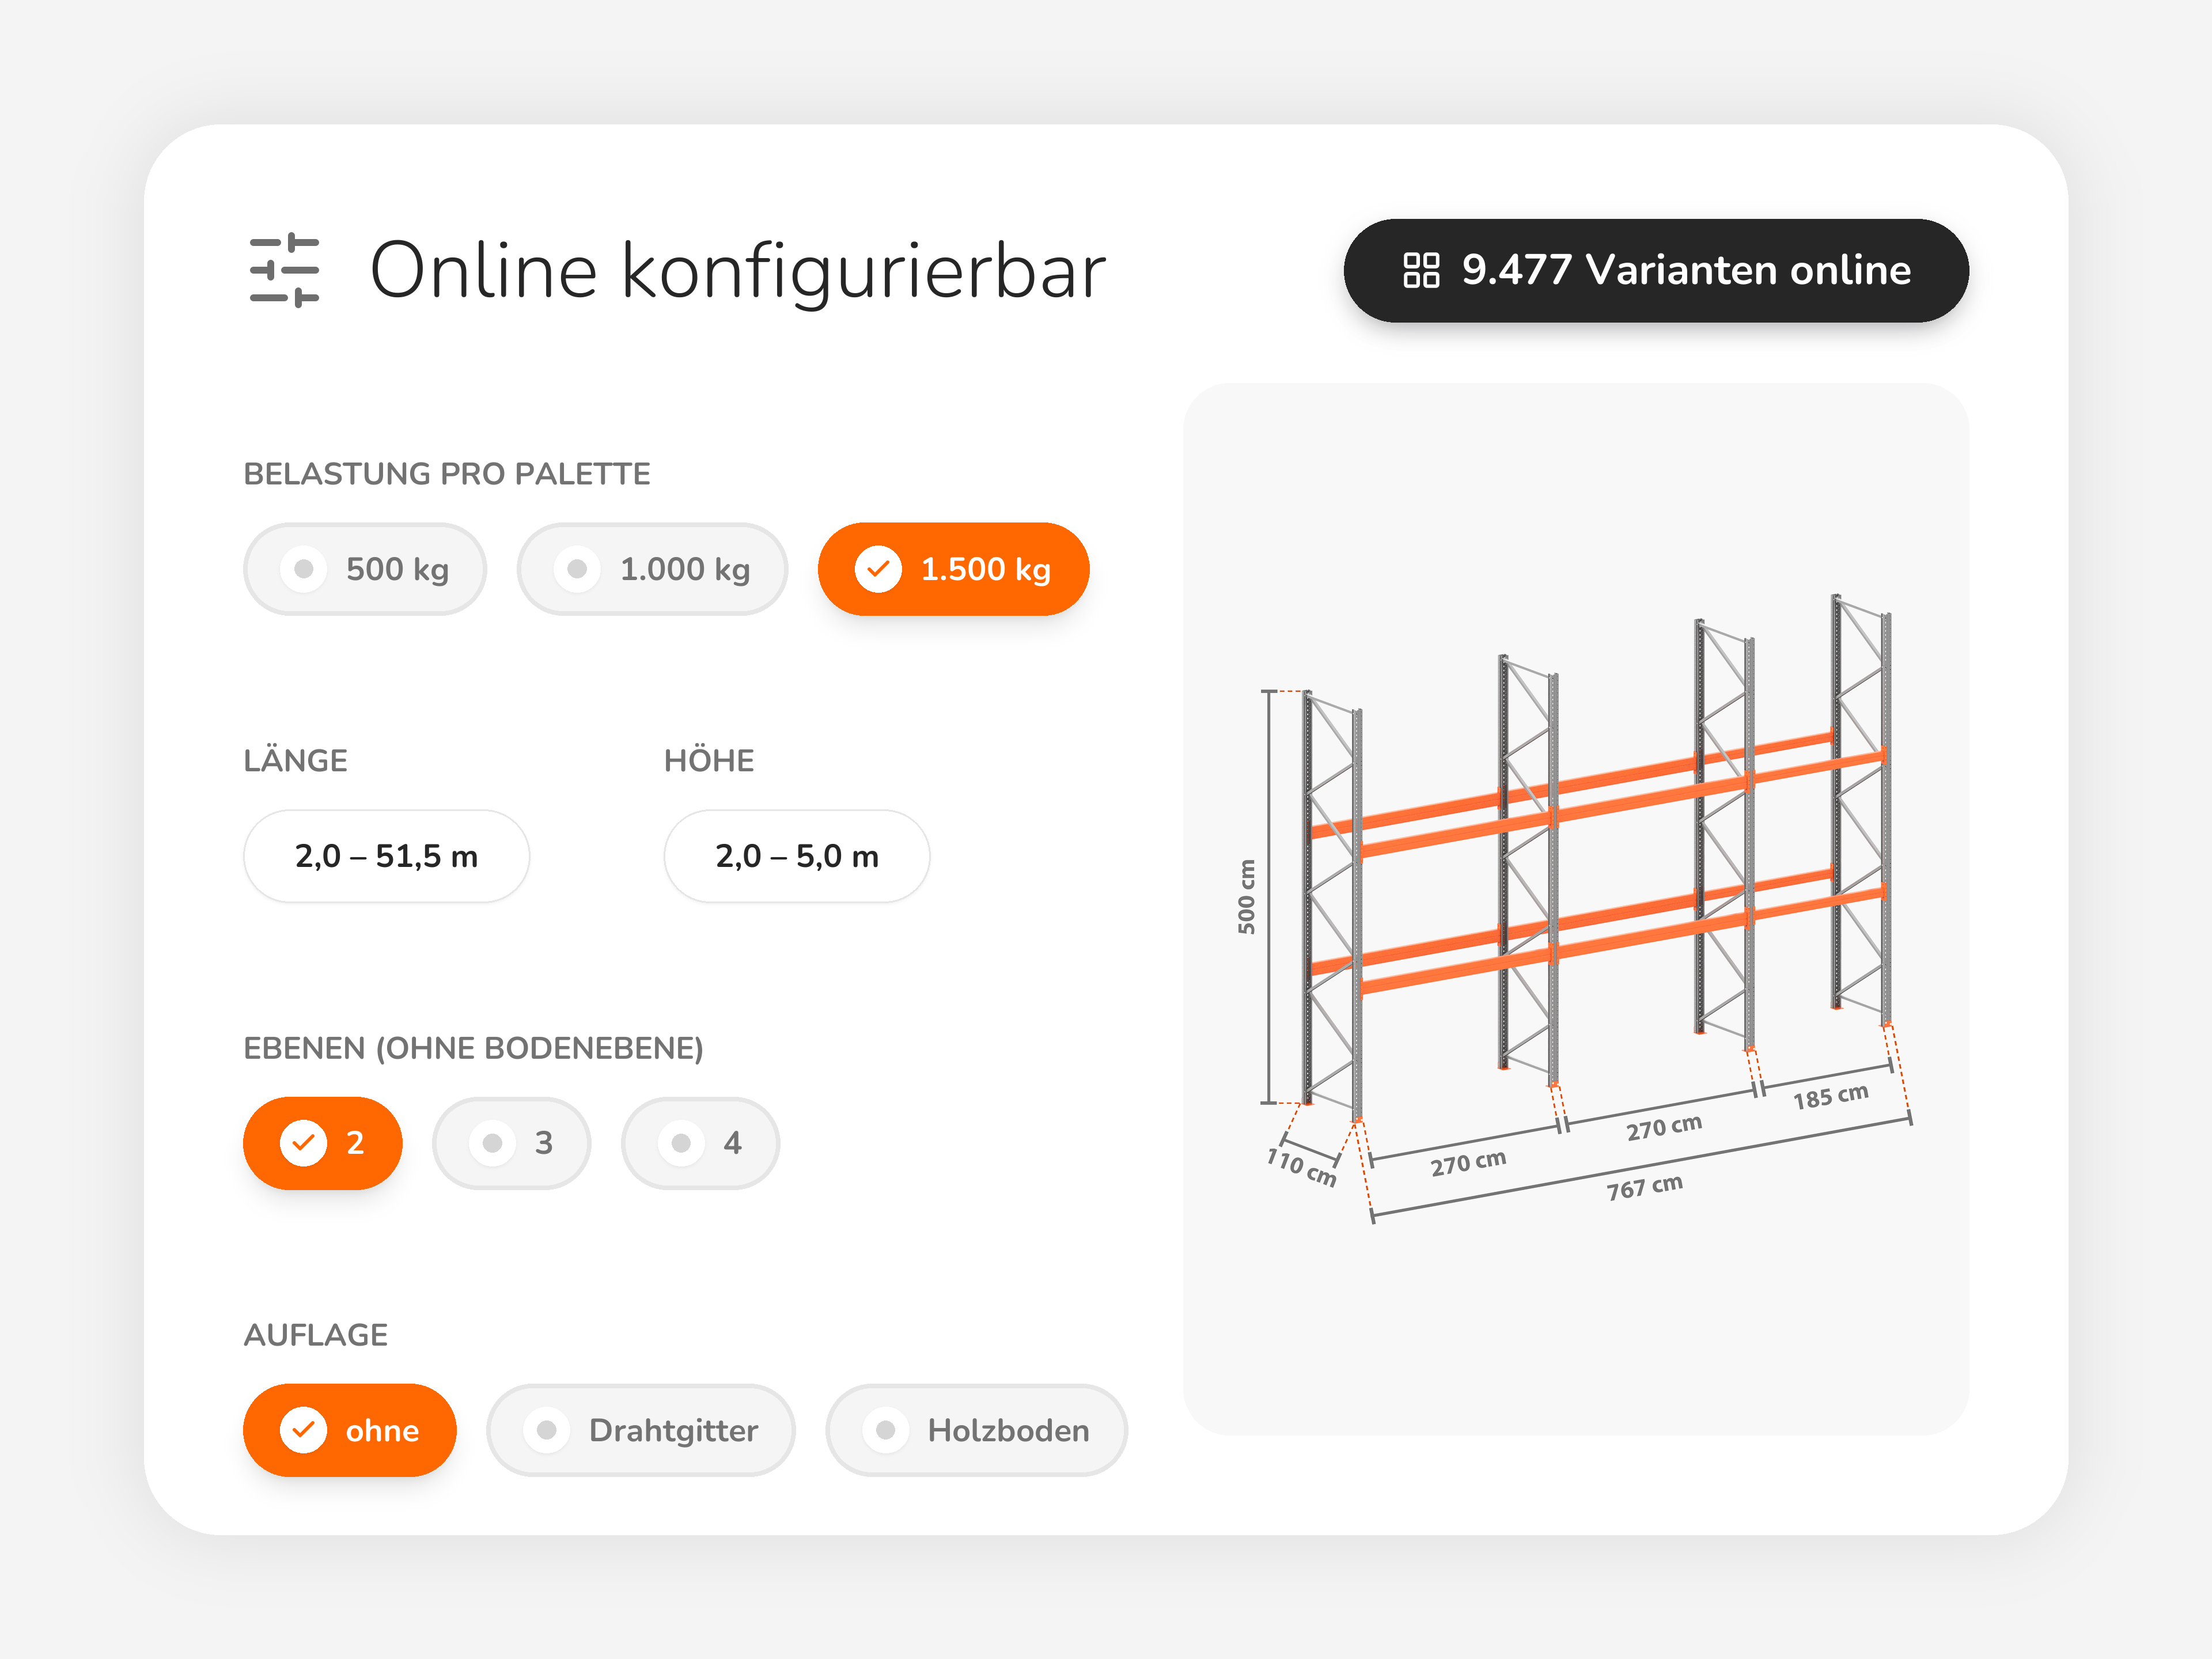 Online konfigurierbar
9.477 Varianten online
BELASTUNG PRO PALETTE
500 kg
1.000 kg
1.500 kg
LÄNGE
HÖHE
2,0 – 51,5 m
2,0 – 5,0 m
EBENEN (OHNE BODENEBENE)
2
3
4
AUFLAGE
ohne
Drahtgitter
Holzboden
500 cm
110 cm
270 cm
270 cm
185 cm
767 cm